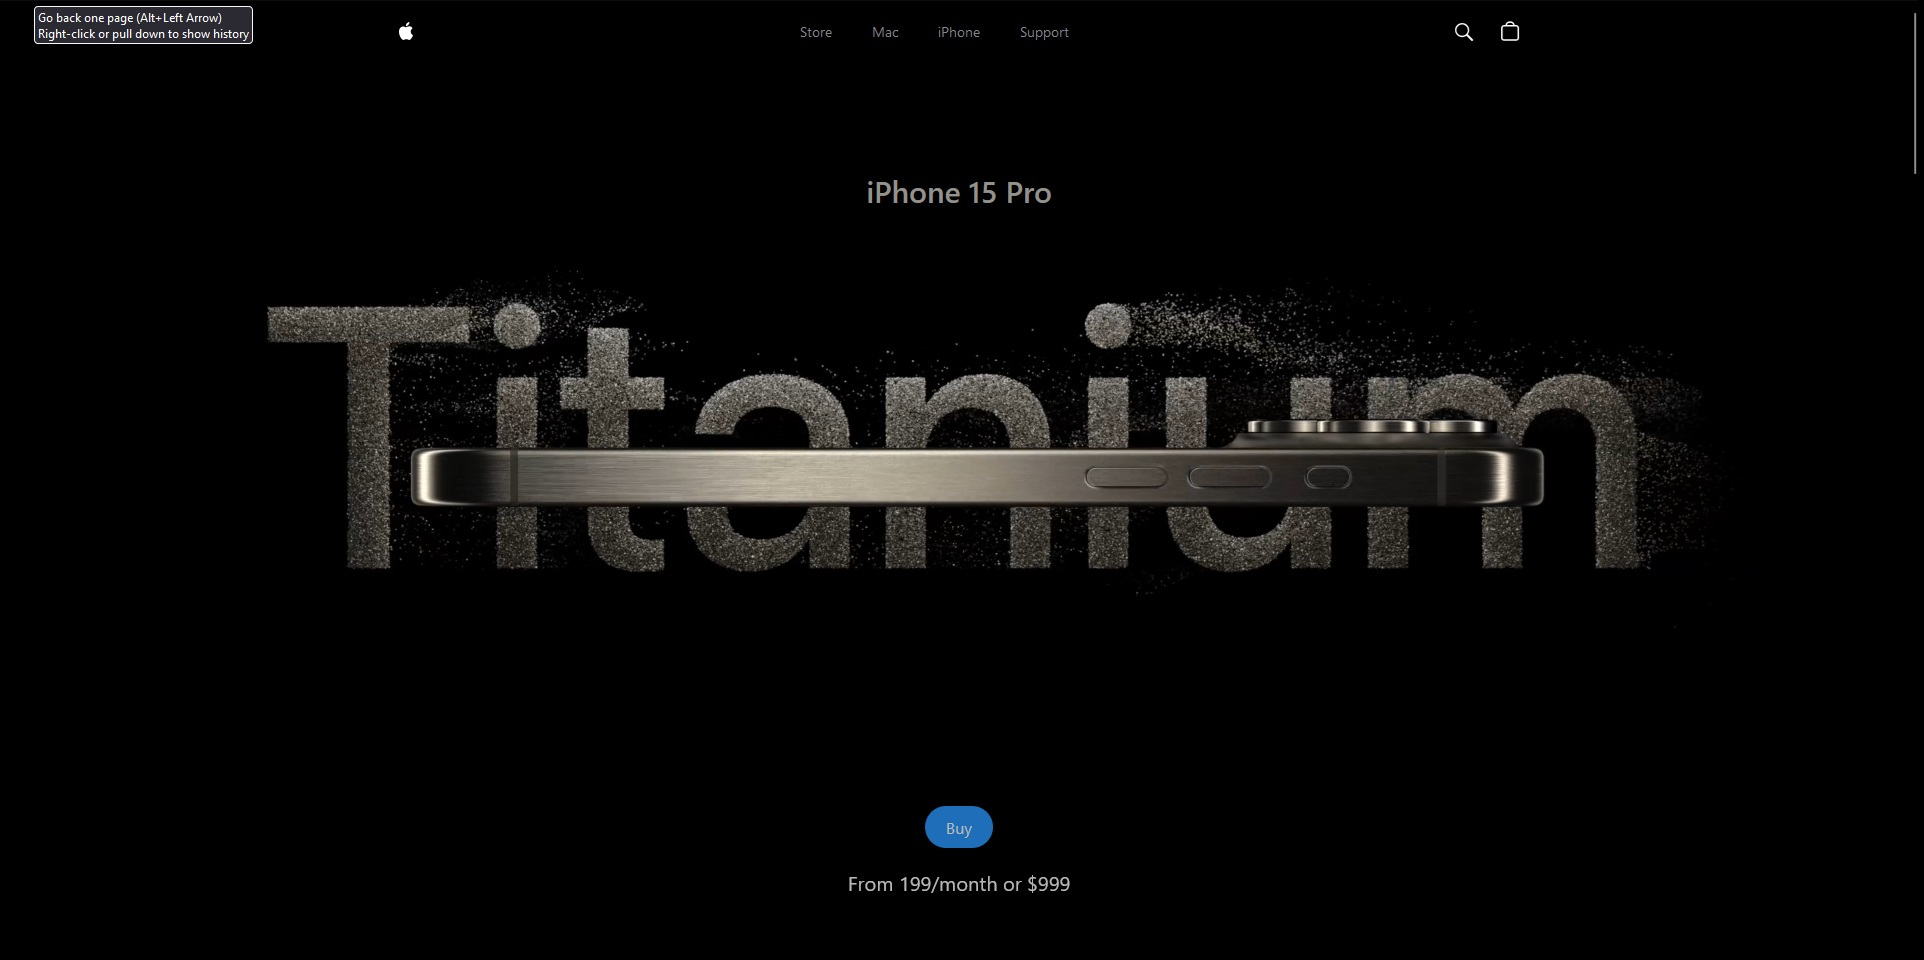 Go back one page (Alt+Left Arrow)
Right-click or pull down to show history
Store Mac iPhone Support
iPhone 15 Pro
Titanium
Buy
From 199/month or $999